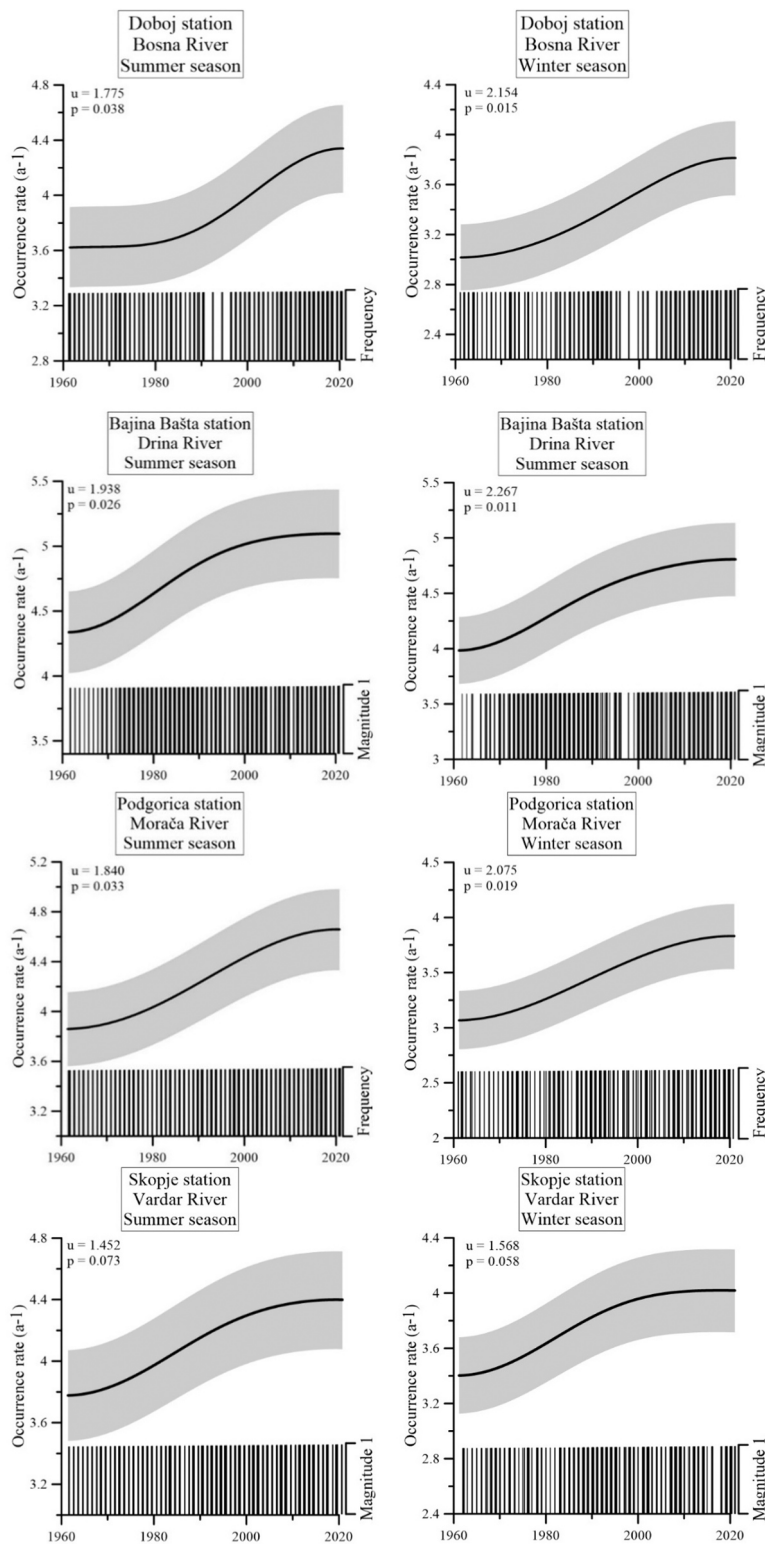 Doboj station
Bosna River
Summer season
u = 1.775
p = 0.038
Occurrence rate (a-1)
4.8
4.4
4
3.6
3.2
2.8
Frequency
1960
1980
2000
2020
Doboj station
Bosna River
Winter season
u = 2.154
p = 0.015
Occurrence rate (a-1)
4.4
4
3.6
3.2
2.8
2.4
Frequency
1960
1980
2000
2020
Bajina Bašta station
Drina River
Summer season
u = 1.938
p = 0.026
Occurrence rate (a-1)
5.5
5
4.5
4
3.5
Magnitude 1
1960
1980
2000
2020
Bajina Bašta station
Drina River
Summer season
u = 2.267
p = 0.011
Occurrence rate (a-1)
5.5
5
4.5
4
3.5
3
Magnitude 1
1960
1980
2000
2020
Podgorica station
Morača River
Summer season
u = 1.840
p = 0.033
Occurrence rate (a-1)
5.2
4.8
4.4
4
3.6
3.2
Frequency
1960
1980
2000
2020
Podgorica station
Morača River
Winter season
u = 2.075
p = 0.019
Occurrence rate (a-1)
4.5
4
3.5
3
2.5
2
Frequency
1960
1980
2000
2020
Skopje station
Vardar River
Summer season
u = 1.452
p = 0.073
Occurrence rate (a-1)
4.8
4.4
4
3.6
3.2
Magnitude 1
1960
1980
2000
2020
Skopje station
Vardar River
Winter season
u = 1.568
p = 0.058
Occurrence rate (a-1)
4.4
4
3.6
3.2
2.8
2.4
Magnitude 1
1960
1980
2000
2020